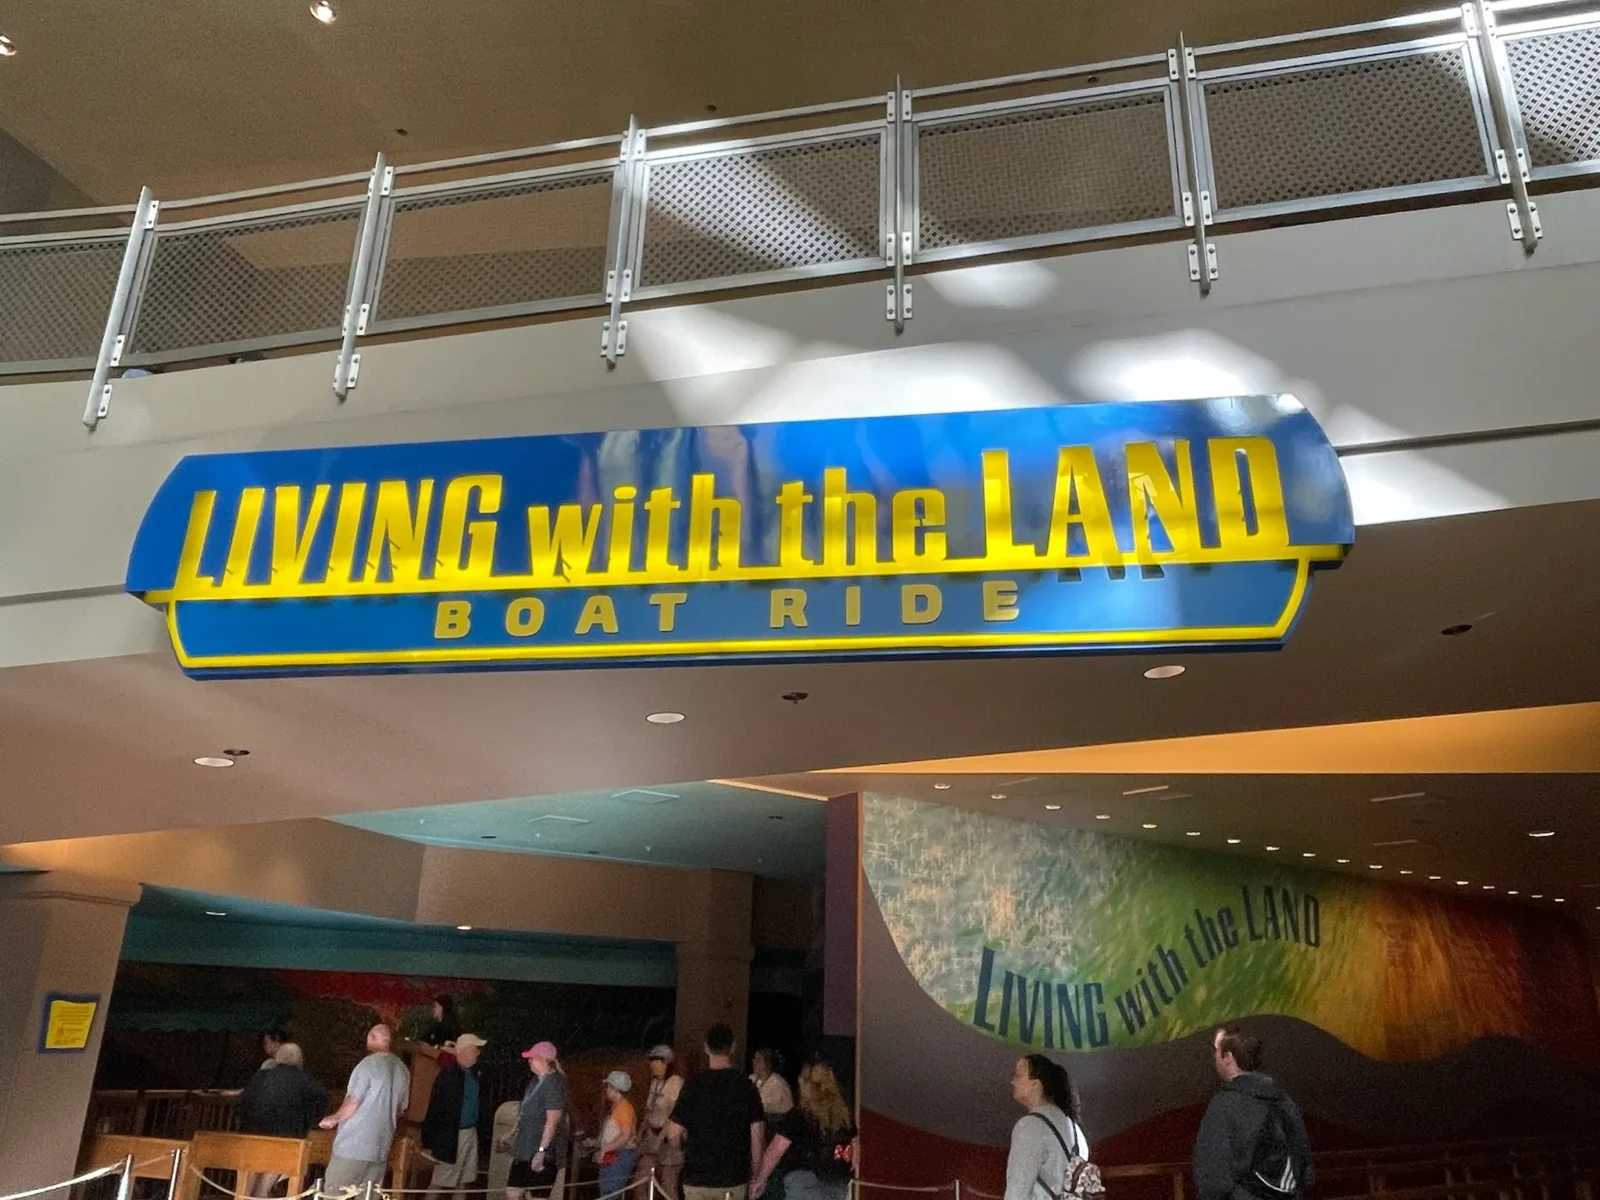 LIVING with the LAND
BOAT RIDE
LIVING with the LAND